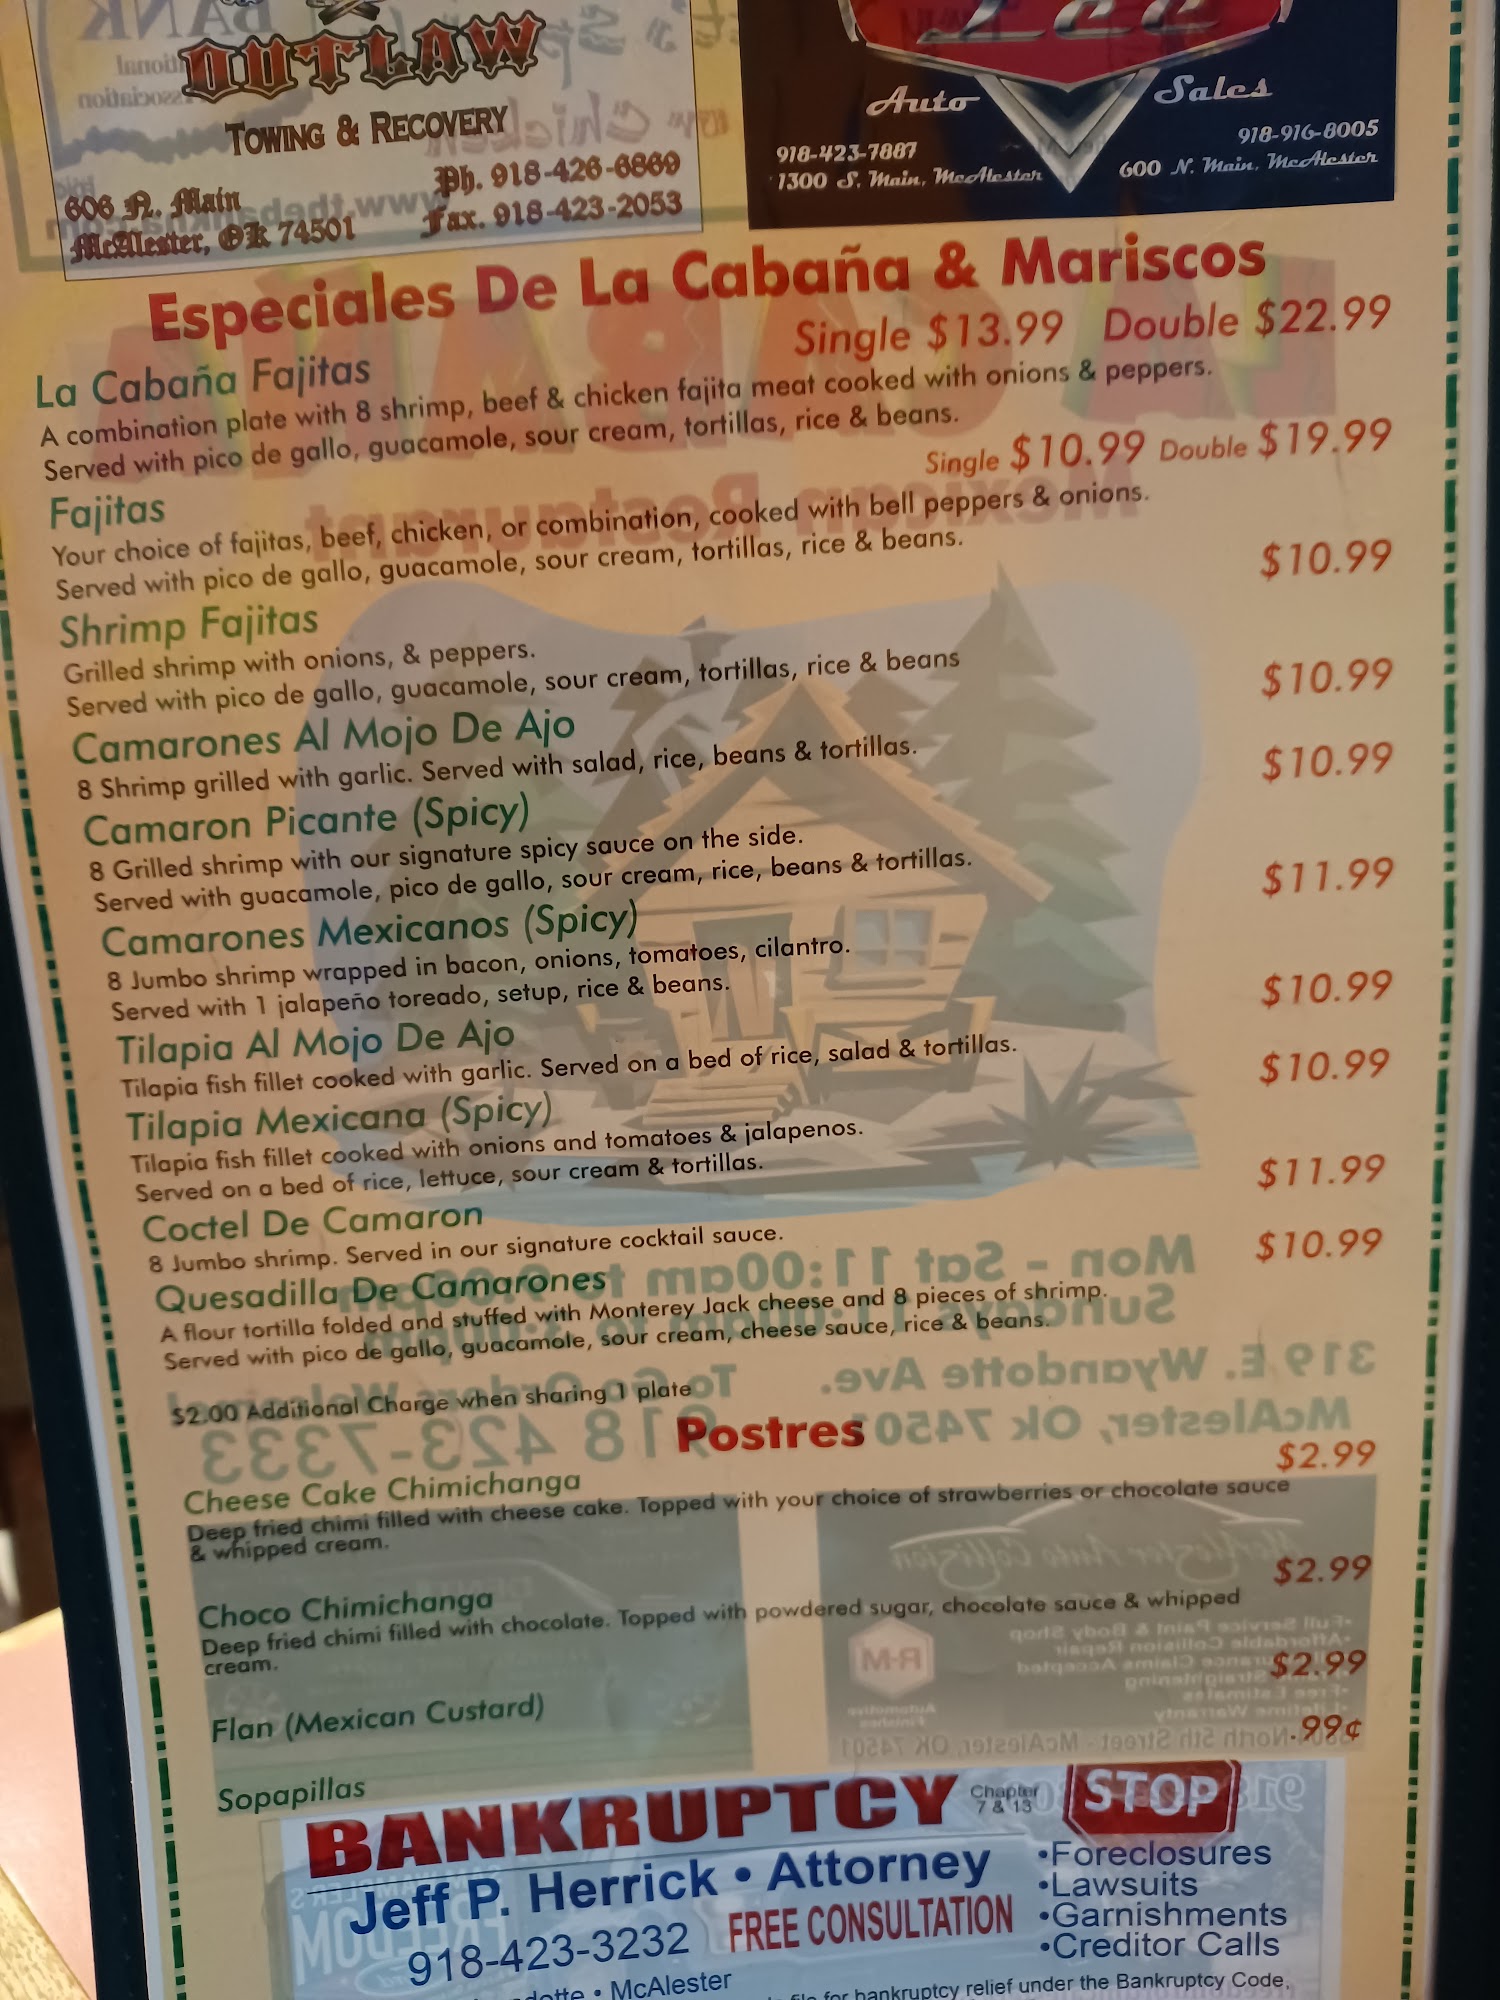 OUTLAW
TOWING & RECOVERY
606 N. Main
McAlester, OK 74501
Ph. 918-426-6869
Fax. 918-423-2053
Auto Sales
918-423-7887
1300 S. Main, McAlester
918-916-8005
600 N. Main, McAlester
Especiales De La Cabaña & Mariscos
La Cabaña Fajitas Single $13.99 Double $22.99
A combination plate with 8 shrimp, beef & chicken fajita meat cooked with onions & peppers.
Served with pico de gallo, guacamole, sour cream, tortillas, rice & beans.
Fajitas Single $10.99 Double $19.99
Your choice of fajitas, beef, chicken, or combination, cooked with bell peppers & onions.
Served with pico de gallo, guacamole, sour cream, tortillas, rice & beans.
Shrimp Fajitas $10.99
Grilled shrimp with onions, & peppers.
Served with pico de gallo, guacamole, sour cream, tortillas, rice & beans
Camarones Al Mojo De Ajo $10.99
8 Shrimp grilled with garlic. Served with salad, rice, beans & tortillas.
Camaron Picante (Spicy) $10.99
8 Grilled shrimp with our signature spicy sauce on the side.
Served with guacamole, pico de gallo, sour cream, rice, beans & tortillas.
Camarones Mexicanos (Spicy) $11.99
8 Jumbo shrimp wrapped in bacon, onions, tomatoes, cilantro.
Served with 1 jalapeño toreado, setup, rice & beans.
Tilapia Al Mojo De Ajo $10.99
Tilapia fish fillet cooked with garlic. Served on a bed of rice, salad & tortillas.
Tilapia Mexicana (Spicy) $10.99
Tilapia fish fillet cooked with onions and tomatoes & jalapenos.
Served on a bed of rice, lettuce, sour cream & tortillas.
Coctel De Camaron $11.99
8 Jumbo shrimp. Served in our signature cocktail sauce.
Quesadilla De Camarones $10.99
A flour tortilla folded and stuffed with Monterey Jack cheese and 8 pieces of shrimp.
Served with pico de gallo, guacamole, sour cream, cheese sauce, rice & beans.
$2.00 Additional Charge when sharing 1 plate
Postres
Cheese Cake Chimichanga $2.99
Deep fried chimi filled with cheese cake. Topped with your choice of strawberries or chocolate sauce
& whipped cream.
Choco Chimichanga $2.99
Deep fried chimi filled with chocolate. Topped with powdered sugar, chocolate sauce & whipped
cream.
Flan (Mexican Custard) $2.99
Sopapillas .99¢
BANKRUPTCY Chapter
7 & 13
STOP
Jeff P. Herrick • Attorney
918-423-3232 FREE CONSULTATION
•Foreclosures
•Lawsuits
•Garnishments
•Creditor Calls
• McAlester
for bankruptcy relief under the Bankruptcy Code.